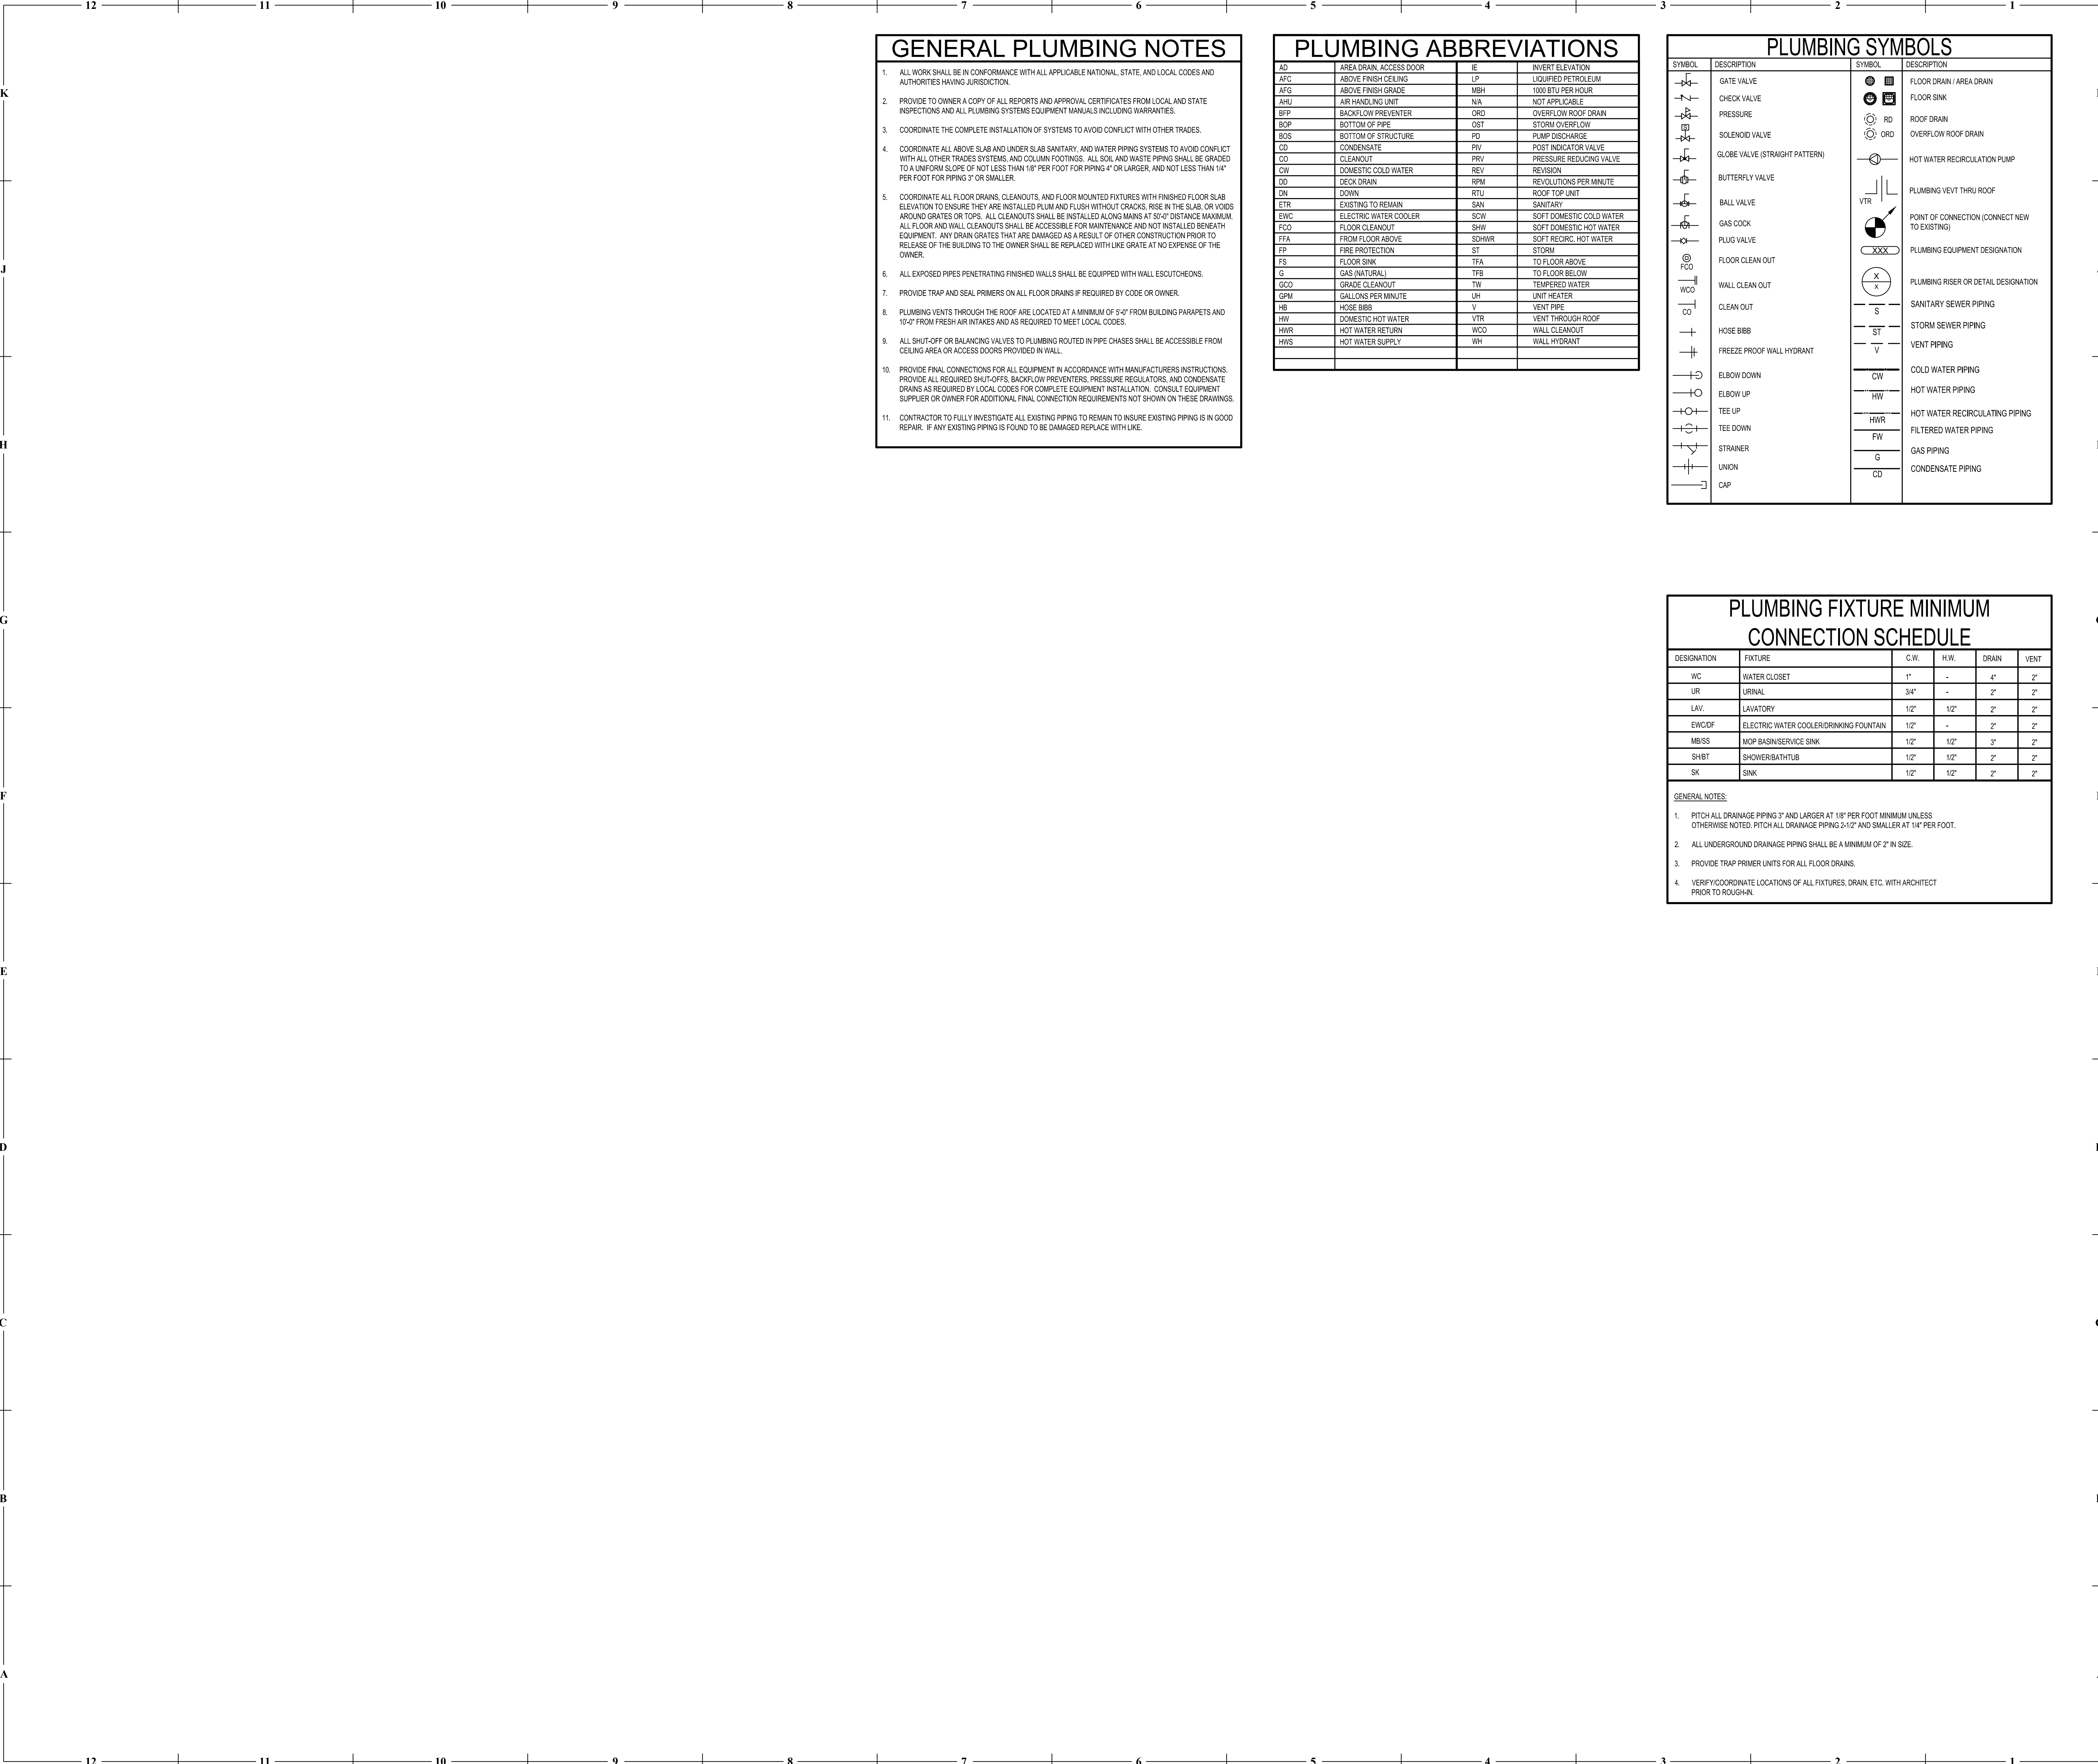 12 11 10 9 8 7 6 5 4 3 2 1
K
J
H
G
F
E
D
C
B
A
GENERAL PLUMBING NOTES
1. ALL WORK SHALL BE IN CONFORMANCE WITH ALL APPLICABLE NATIONAL, STATE, AND LOCAL CODES AND
AUTHORITIES HAVING JURISDICTION.
2. PROVIDE TO OWNER A COPY OF ALL REPORTS AND APPROVAL CERTIFICATES FROM LOCAL AND STATE
INSPECTIONS AND ALL PLUMBING SYSTEMS EQUIPMENT MANUALS INCLUDING WARRANTIES.
3. COORDINATE THE COMPLETE INSTALLATION OF SYSTEMS TO AVOID CONFLICT WITH OTHER TRADES.
4. COORDINATE ALL ABOVE SLAB AND UNDER SLAB SANITARY, AND WATER PIPING SYSTEMS TO AVOID CONFLICT
WITH ALL OTHER TRADES SYSTEMS, AND COLUMN FOOTINGS. ALL SOIL AND WASTE PIPING SHALL BE GRADED
TO A UNIFORM SLOPE OF NOT LESS THAN 1/8" PER FOOT FOR PIPING 4" OR LARGER, AND NOT LESS THAN 1/4"
PER FOOT FOR PIPING 3" OR SMALLER.
5. COORDINATE ALL FLOOR DRAINS, CLEANOUTS, AND FLOOR MOUNTED FIXTURES WITH FINISHED FLOOR SLAB
ELEVATION TO ENSURE THEY ARE INSTALLED PLUM AND FLUSH WITHOUT CRACKS, RISE IN THE SLAB, OR VOIDS
AROUND GRATES OR TOPS. ALL CLEANOUTS SHALL BE INSTALLED ALONG MAINS AT 50'-0" DISTANCE MAXIMUM.
ALL FLOOR AND WALL CLEANOUTS SHALL BE ACCESSIBLE FOR MAINTENANCE AND NOT INSTALLED BENEATH
EQUIPMENT. ANY DRAIN GRATES THAT ARE DAMAGED AS A RESULT OF OTHER CONSTRUCTION PRIOR TO
RELEASE OF THE BUILDING TO THE OWNER SHALL BE REPLACED WITH LIKE GRATE AT NO EXPENSE OF THE
OWNER.
6. ALL EXPOSED PIPES PENETRATING FINISHED WALLS SHALL BE EQUIPPED WITH WALL ESCUTCHEONS.
7. PROVIDE TRAP AND SEAL PRIMERS ON ALL FLOOR DRAINS IF REQUIRED BY CODE OR OWNER.
8. PLUMBING VENTS THROUGH THE ROOF ARE LOCATED AT A MINIMUM OF 5'-0" FROM BUILDING PARAPETS AND
10'-0" FROM FRESH AIR INTAKES AND AS REQUIRED TO MEET LOCAL CODES.
9. ALL SHUT-OFF OR BALANCING VALVES TO PLUMBING ROUTED IN PIPE CHASES SHALL BE ACCESSIBLE FROM
CEILING AREA OR ACCESS DOORS PROVIDED IN WALL.
10. PROVIDE FINAL CONNECTIONS FOR ALL EQUIPMENT IN ACCORDANCE WITH MANUFACTURERS INSTRUCTIONS.
PROVIDE ALL REQUIRED SHUT-OFFS, BACKFLOW PREVENTERS, PRESSURE REGULATORS, AND CONDENSATE
DRAINS AS REQUIRED BY LOCAL CODES FOR COMPLETE EQUIPMENT INSTALLATION. CONSULT EQUIPMENT
SUPPLIER OR OWNER FOR ADDITIONAL FINAL CONNECTION REQUIREMENTS NOT SHOWN ON THESE DRAWINGS.
11. CONTRACTOR TO FULLY INVESTIGATE ALL EXISTING PIPING TO REMAIN TO INSURE EXISTING PIPING IS IN GOOD
REPAIR. IF ANY EXISTING PIPING IS FOUND TO BE DAMAGED REPLACE WITH LIKE.
PLUMBING ABBREVIATIONS
AD AREA DRAIN, ACCESS DOOR IE INVERT ELEVATION
AFC ABOVE FINISH CEILING LP LIQUIFIED PETROLEUM
AFG ABOVE FINISH GRADE MBH 1000 BTU PER HOUR
AHU AIR HANDLING UNIT N/A NOT APPLICABLE
BFP BACKFLOW PREVENTER ORD OVERFLOW ROOF DRAIN
BOP BOTTOM OF PIPE OST STORM OVERFLOW
BOS BOTTOM OF STRUCTURE PD PUMP DISCHARGE
CD CONDENSATE PIV POST INDICATOR VALVE
CO CLEANOUT PRV PRESSURE REDUCING VALVE
CW DOMESTIC COLD WATER REV REVISION
DD DECK DRAIN RPM REVOLUTIONS PER MINUTE
DN DOWN RTU ROOF TOP UNIT
ETR EXISTING TO REMAIN SAN SANITARY
EWC ELECTRIC WATER COOLER SCW SOFT DOMESTIC COLD WATER
FCO FLOOR CLEANOUT SHW SOFT DOMESTIC HOT WATER
FFA FROM FLOOR ABOVE SDHWR SOFT RECIRC. HOT WATER
FP FIRE PROTECTION ST STORM
FS FLOOR SINK TFA TO FLOOR ABOVE
G GAS (NATURAL) TFB TO FLOOR BELOW
GCO GRADE CLEANOUT TW TEMPERED WATER
GPM GALLONS PER MINUTE UH UNIT HEATER
HB HOSE BIBB V VENT PIPE
HW DOMESTIC HOT WATER VTR VENT THROUGH ROOF
HWR HOT WATER RETURN WCO WALL CLEANOUT
HWS HOT WATER SUPPLY WH WALL HYDRANT
PLUMBING SYMBOLS
SYMBOL DESCRIPTION SYMBOL DESCRIPTION
GATE VALVE
CHECK VALVE
PRESSURE
S SOLENOID VALVE
GLOBE VALVE (STRAIGHT PATTERN)
BUTTERFLY VALVE
BALL VALVE
GAS COCK
PLUG VALVE
FCO FLOOR CLEAN OUT
WCO WALL CLEAN OUT
CO CLEAN OUT
HOSE BIBB
FREEZE PROOF WALL HYDRANT
ELBOW DOWN
ELBOW UP
TEE UP
TEE DOWN
STRAINER
UNION
CAP
FLOOR DRAIN / AREA DRAIN
FLOOR SINK
RD ROOF DRAIN
ORD OVERFLOW ROOF DRAIN
HOT WATER RECIRCULATION PUMP
VTR PLUMBING VEVT THRU ROOF
POINT OF CONNECTION (CONNECT NEW
TO EXISTING)
XXX PLUMBING EQUIPMENT DESIGNATION
X
X PLUMBING RISER OR DETAIL DESIGNATION
S SANITARY SEWER PIPING
ST STORM SEWER PIPING
V VENT PIPING
CW COLD WATER PIPING
HW HOT WATER PIPING
HWR HOT WATER RECIRCULATING PIPING
FW FILTERED WATER PIPING
G GAS PIPING
CD CONDENSATE PIPING
PLUMBING FIXTURE MINIMUM
CONNECTION SCHEDULE
DESIGNATION FIXTURE C.W. H.W. DRAIN VENT
WC WATER CLOSET 1" - 4" 2"
UR URINAL 3/4" - 2" 2"
LAV. LAVATORY 1/2" 1/2" 2" 2"
EWC/DF ELECTRIC WATER COOLER/DRINKING FOUNTAIN 1/2" - 2" 2"
MB/SS MOP BASIN/SERVICE SINK 1/2" 1/2" 3" 2"
SH/BT SHOWER/BATHTUB 1/2" 1/2" 2" 2"
SK SINK 1/2" 1/2" 2" 2"
GENERAL NOTES:
1. PITCH ALL DRAINAGE PIPING 3" AND LARGER AT 1/8" PER FOOT MINIMUM UNLESS
OTHERWISE NOTED. PITCH ALL DRAINAGE PIPING 2-1/2" AND SMALLER AT 1/4" PER FOOT.
2. ALL UNDERGROUND DRAINAGE PIPING SHALL BE A MINIMUM OF 2" IN SIZE.
3. PROVIDE TRAP PRIMER UNITS FOR ALL FLOOR DRAINS.
4. VERIFY/COORDINATE LOCATIONS OF ALL FIXTURES, DRAIN, ETC. WITH ARCHITECT
PRIOR TO ROUGH-IN.
12 11 10 9 8 7 6 5 4 3 2 1